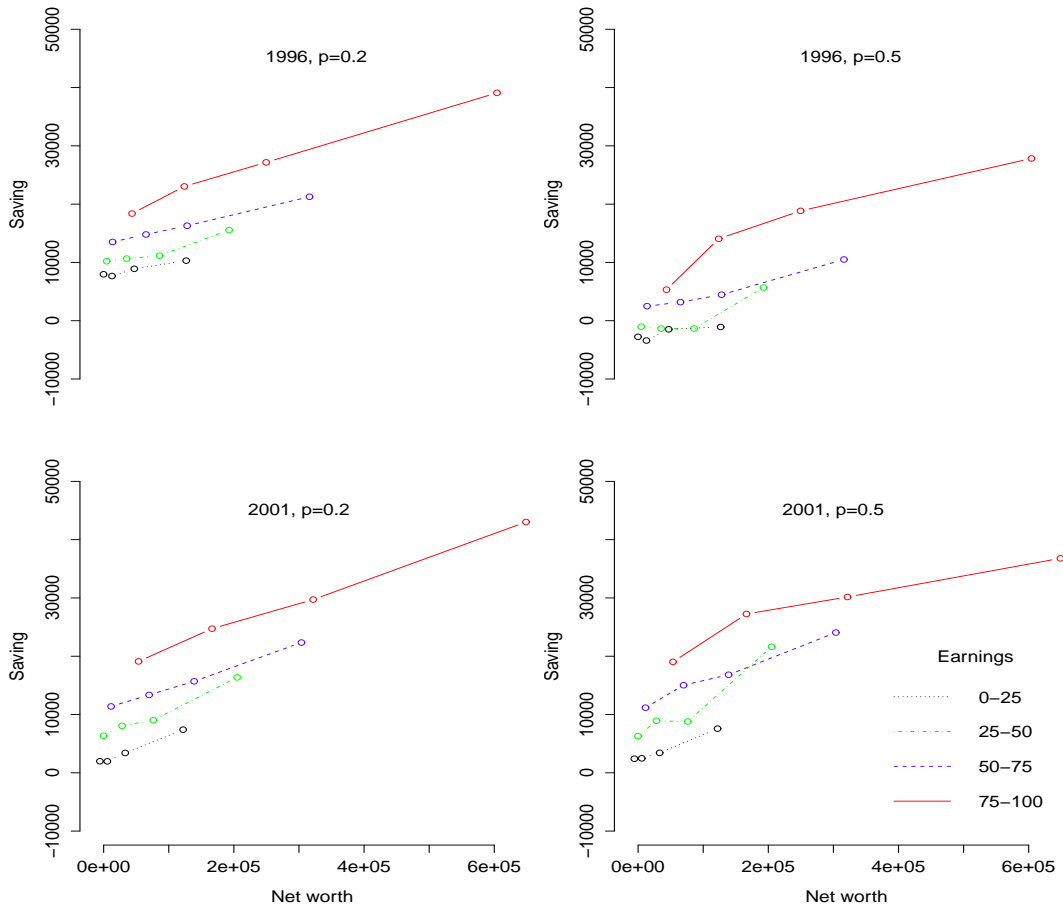 1996, p=0.2
Saving
−10000
0
10000
30000
50000
1996, p=0.5
Saving
−10000
0
10000
30000
50000
2001, p=0.2
Saving
−10000
0
10000
30000
50000
0e+00
2e+05
4e+05
6e+05
Net worth
2001, p=0.5
Saving
−10000
0
10000
30000
50000
0e+00
2e+05
4e+05
6e+05
Net worth
Earnings
0−25
25−50
50−75
75−100